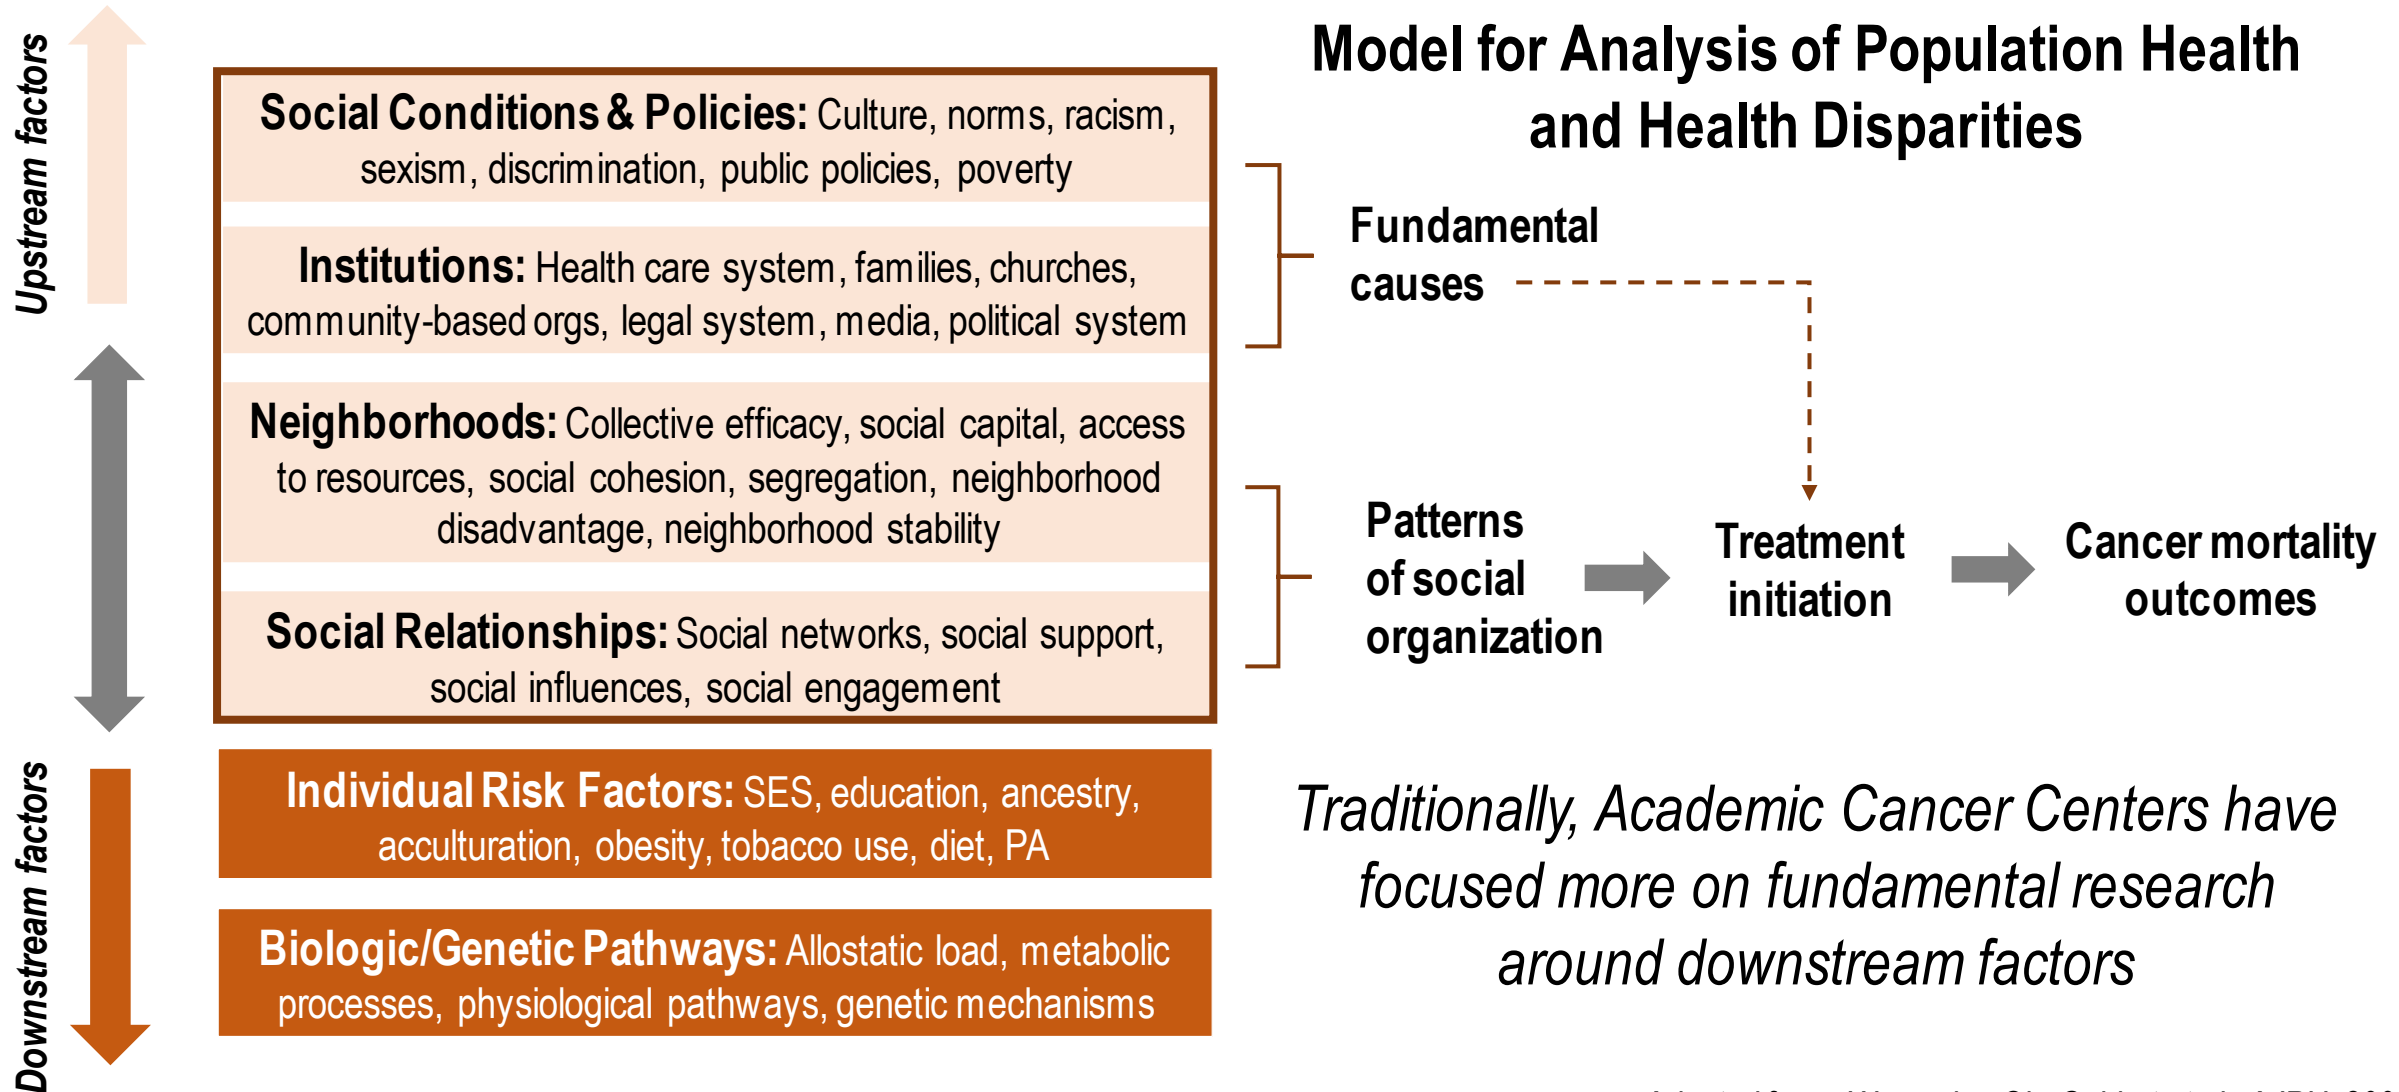 Upstream factors
Downstream factors
Model for Analysis of Population Health
and Health Disparities
Social Conditions & Policies: Culture, norms, racism,
sexism, discrimination, public policies, poverty
Institutions: Health care system, families, churches,
community-based orgs, legal system, media, political system
Neighborhoods: Collective efficacy, social capital, access
to resources, social cohesion, segregation, neighborhood
disadvantage, neighborhood stability
Social Relationships: Social networks, social support,
social influences, social engagement
Individual Risk Factors: SES, education, ancestry,
acculturation, obesity, tobacco use, diet, PA
Biologic/Genetic Pathways: Allostatic load, metabolic
processes, physiological pathways, genetic mechanisms
Fundamental
causes
Patterns
of social
organization
Treatment
initiation
Cancer mortality
outcomes
Traditionally, Academic Cancer Centers have
focused more on fundamental research
around downstream factors